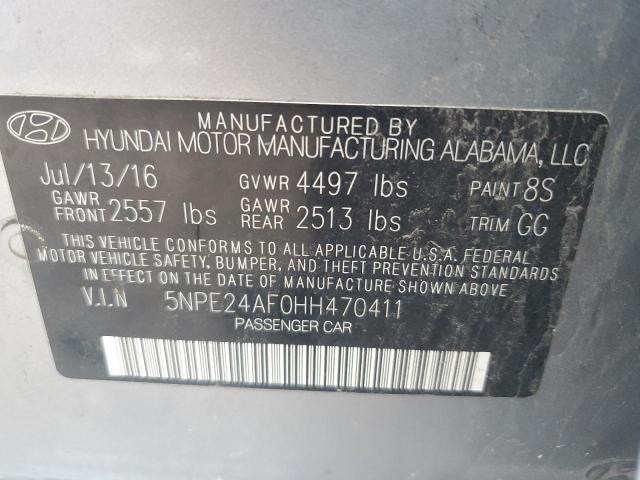 MANUFACTURED BY
HYUNDAI MOTOR MANUFACTURING ALABAMA, LLC
Jul/13/16 GVWR 4497 lbs PAINT 8S
GAWR FRONT 2557 lbs GAWR REAR 2513 lbs TRIM GG
THIS VEHICLE CONFORMS TO ALL APPLICABLE U.S.A. FEDERAL
MOTOR VEHICLE SAFETY, BUMPER, AND THEFT PREVENTION STANDARDS
IN EFFECT ON THE DATE OF MANUFACTURE SHOWN ABOVE.
V.I.N 5NPE24AF0HH470411
PASSENGER CAR